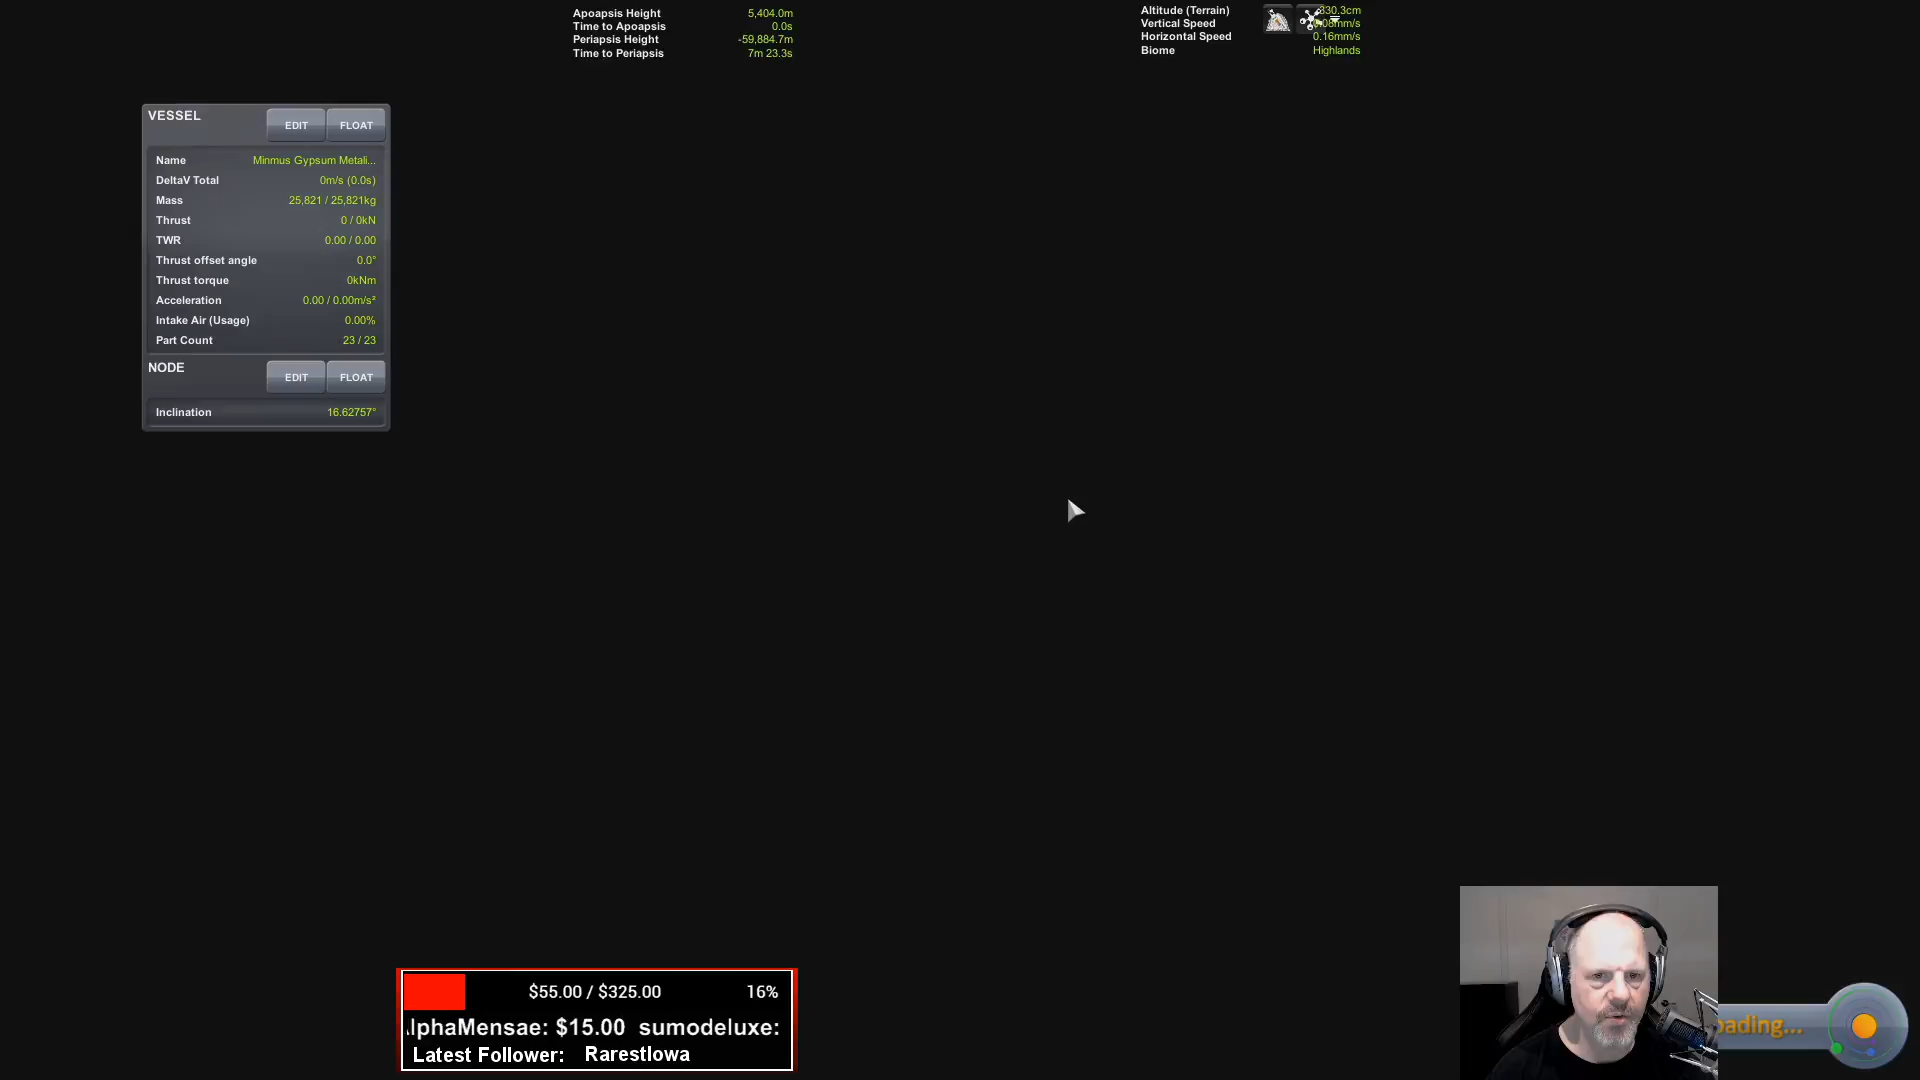 Apoapsis Height 5,404.0m
Time to Apoapsis 0.0s
Periapsis Height -59,884.7m
Time to Periapsis 7m 23.3s
Altitude (Terrain) 330.3cm
Vertical Speed
Horizontal Speed 0.16mm/s
Biome Highlands
VESSEL EDIT FLOAT
Name Minmus Gypsum Metali...
DeltaV Total 0m/s (0.0s)
Mass 25,821 / 25,821kg
Thrust 0 / 0kN
TWR 0.00 / 0.00
Thrust offset angle 0.0°
Thrust torque 0kNm
Acceleration 0.00 / 0.00m/s²
Intake Air (Usage) 0.00%
Part Count 23 / 23
NODE EDIT FLOAT
Inclination 16.62757°
$55.00 / $325.00 16%
lphaMensae: $15.00 sumodeluxe:
Latest Follower: RarestIowa
oading...